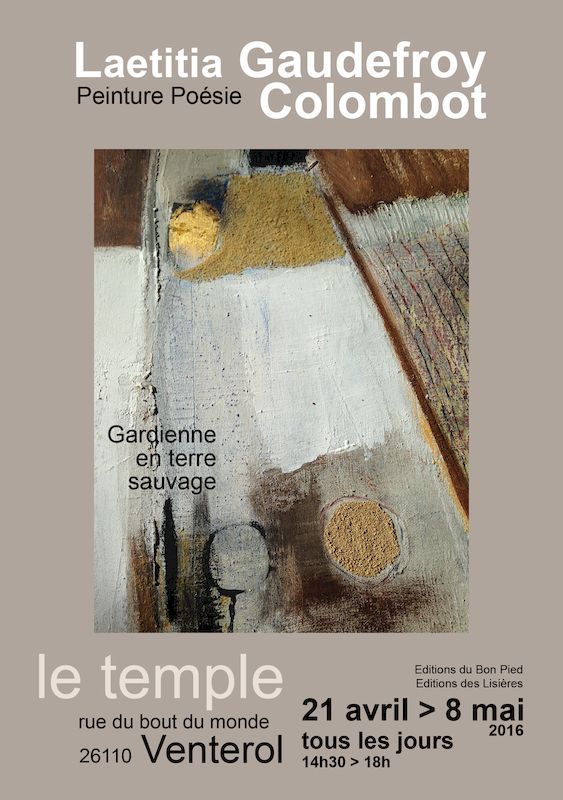 Laetitia Gaudefroy
Peinture Poésie Colombot
Gardienne
en terre
sauvage
le temple
rue du bout du monde
26110 Venterol
Editions du Bon Pied
Editions des Lisières
21 avril > 8 mai
2016
tous les jours
14h30 > 18h